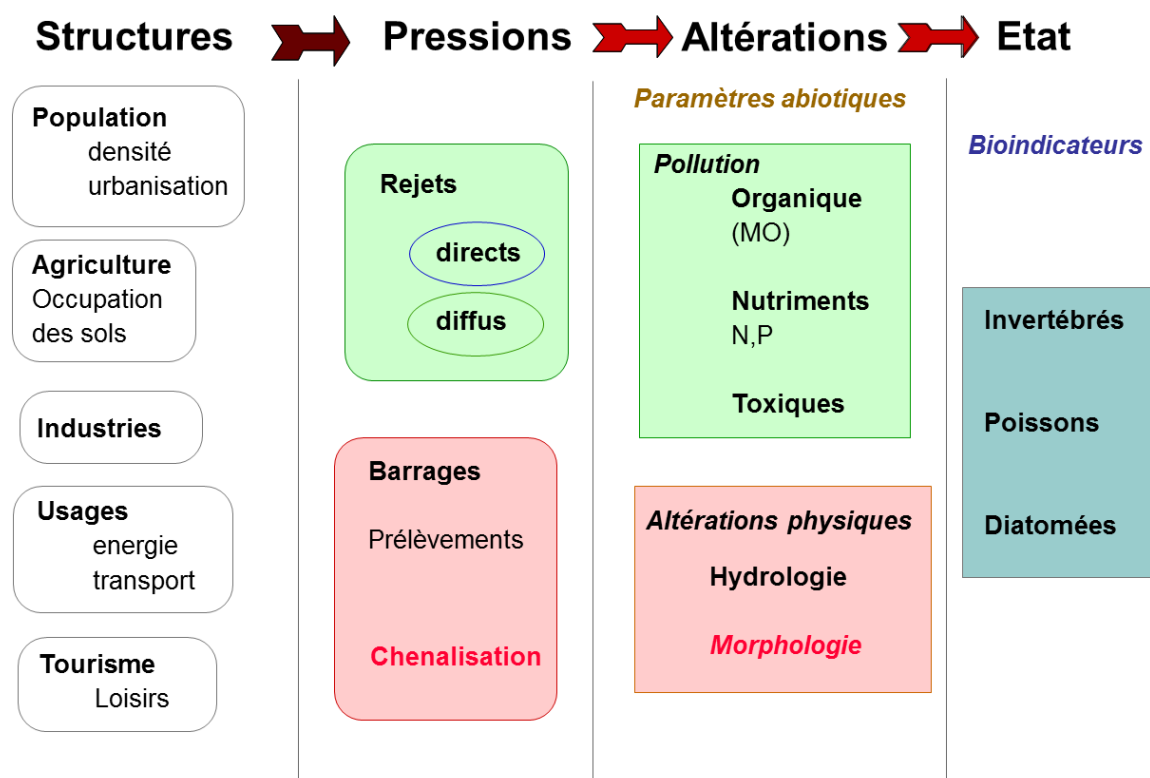 Structures
Pressions
Altérations
Etat
Population
densité
urbanisation
Agriculture
Occupation
des sols
Industries
Usages
energie
transport
Tourisme
Loisirs
Rejets
directs
diffus
Barrages
Prélèvements
Chenalisation
Paramètres abiotiques
Pollution
Organique
(MO)
Nutriments
N,P
Toxiques
Altérations physiques
Hydrologie
Morphologie
Bioindicateurs
Invertébrés
Poissons
Diatomées